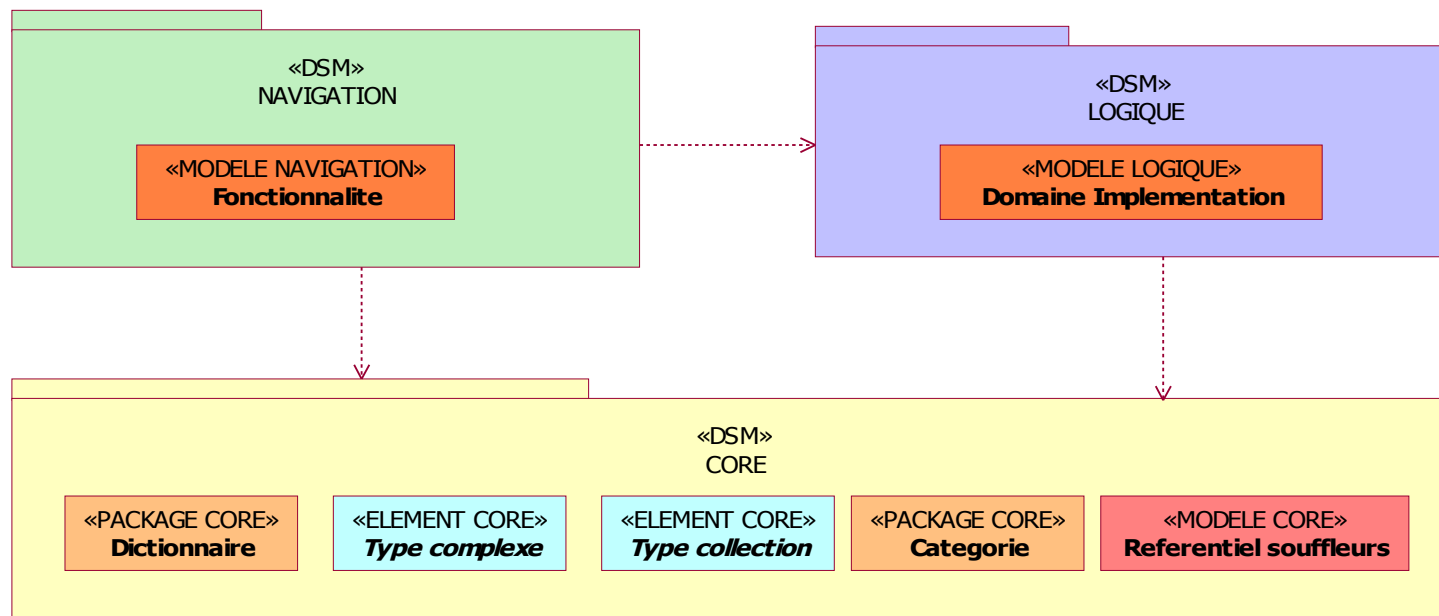 «DSM»
NAVIGATION
«MODELE NAVIGATION»
Fonctionnalite
«DSM»
LOGIQUE
«MODELE LOGIQUE»
Domaine Implementation
«DSM»
CORE
«PACKAGE CORE»
Dictionnaire
«ELEMENT CORE»
Type complexe
«ELEMENT CORE»
Type collection
«PACKAGE CORE»
Categorie
«MODELE CORE»
Referentiel souffleurs